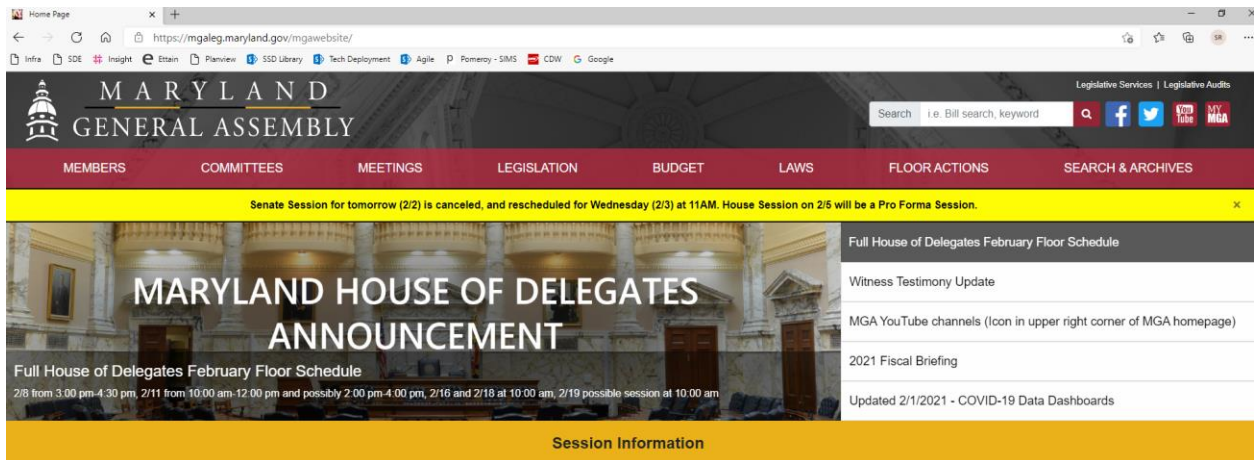 Home Page
https://mgaleg.maryland.gov/mgawebsite/
SR
Infra SDE Insight Ettain Planview SSD Library Tech Deployment Agile Pomeroy - SIMS CDW Google
Legislative Services | Legislative Audits
MARYLAND
GENERAL ASSEMBLY
Search i.e. Bill search, keyword
You Tube
MY MGA
MEMBERS COMMITTEES MEETINGS LEGISLATION BUDGET LAWS FLOOR ACTIONS SEARCH & ARCHIVES
Senate Session for tomorrow (2/2) is canceled, and rescheduled for Wednesday (2/3) at 11AM. House Session on 2/5 will be a Pro Forma Session.
MARYLAND HOUSE OF DELEGATES
ANNOUNCEMENT
Full House of Delegates February Floor Schedule
2/8 from 3:00 pm-4:30 pm, 2/11 from 10:00 am-12:00 pm and possibly 2:00 pm-4:00 pm, 2/16 and 2/18 at 10:00 am, 2/19 possible session at 10:00 am
Full House of Delegates February Floor Schedule
Witness Testimony Update
MGA YouTube channels (Icon in upper right corner of MGA homepage)
2021 Fiscal Briefing
Updated 2/1/2021 - COVID-19 Data Dashboards
Session Information